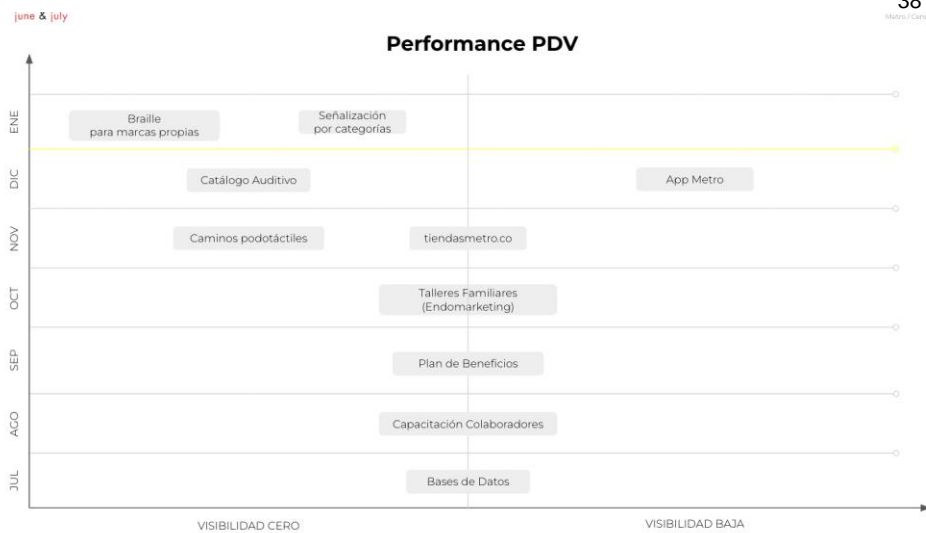 june & july
38
Performance PDV
ENE
Braille
para marcas propias
Señalización
por categorías
DIC
Catálogo Auditivo
App Metro
NOV
Caminos podotáctiles
tiendasmetro.co
OCT
Talleres Familiares
(Endomarketing)
SEP
Plan de Beneficios
AGO
Capacitación Colaboradores
JUL
Bases de Datos
VISIBILIDAD CERO
VISIBILIDAD BAJA